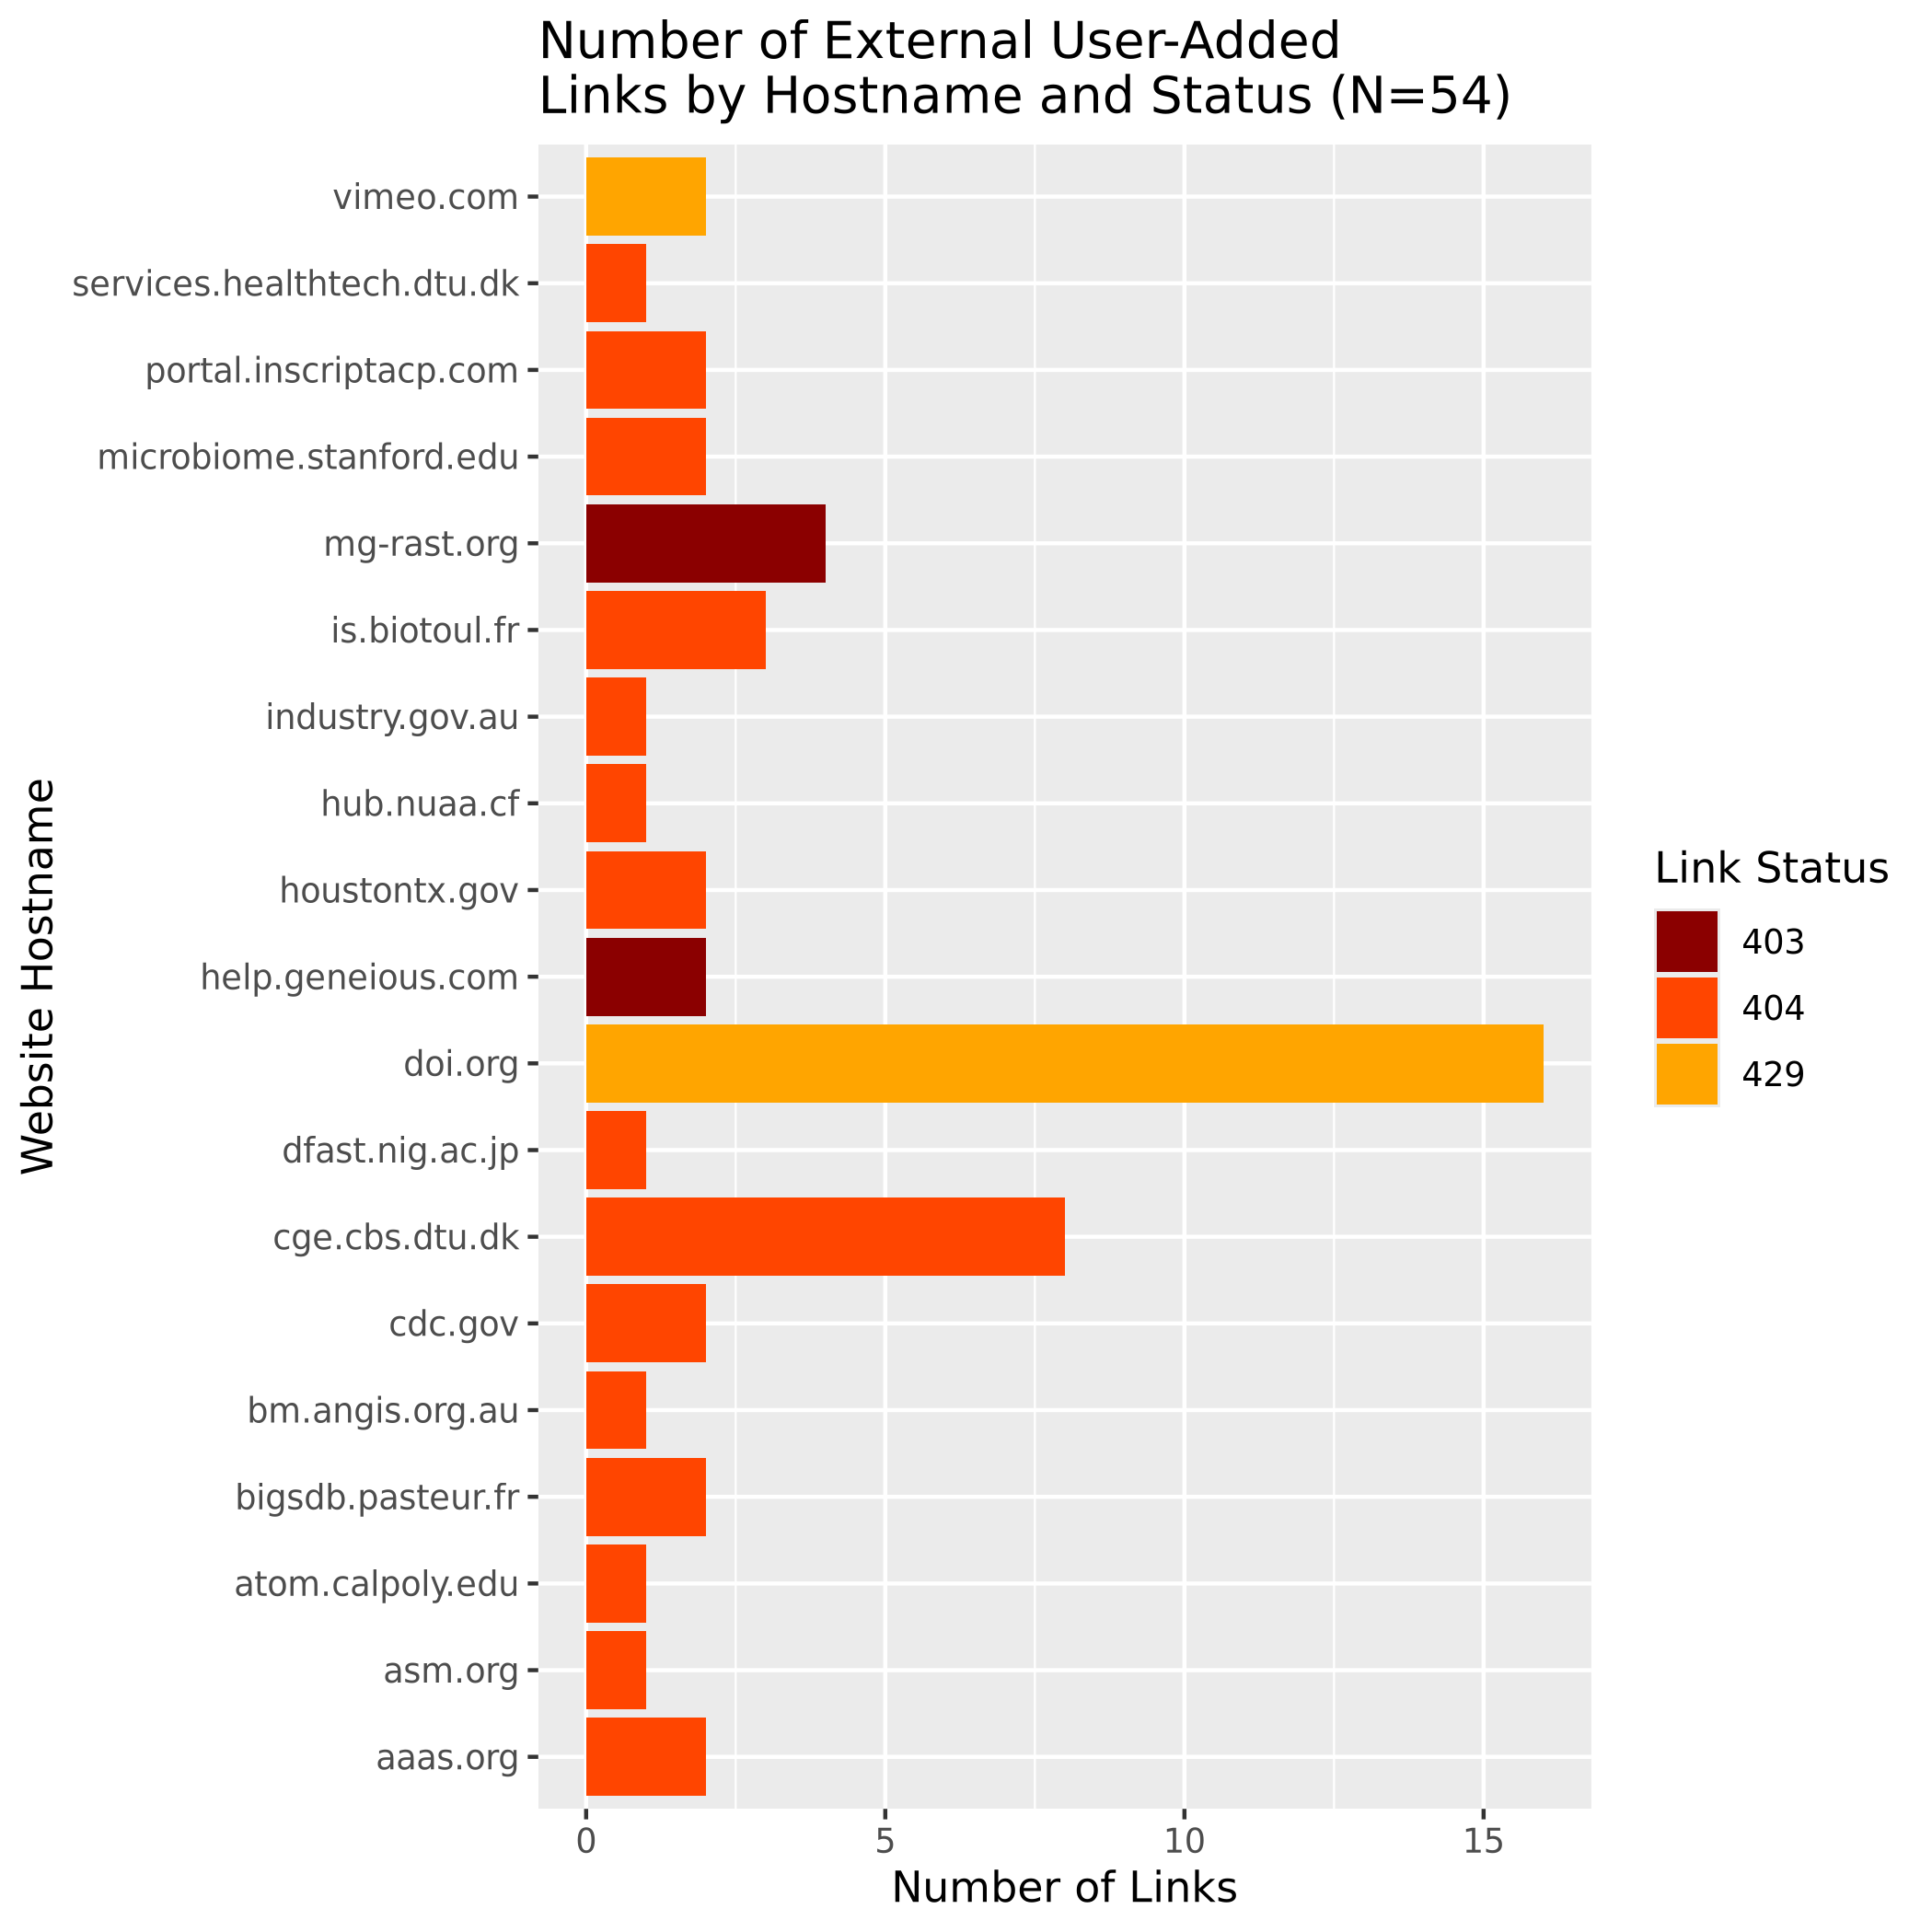 Number of External User-Added
Links by Hostname and Status (N=54)
Website Hostname
vimeo.com
services.healthtech.dtu.dk
portal.inscriptacp.com
microbiome.stanford.edu
mg-rast.org
is.biotoul.fr
industry.gov.au
hub.nuaa.cf
houstontx.gov
help.geneious.com
doi.org
dfast.nig.ac.jp
cge.cbs.dtu.dk
cdc.gov
bm.angis.org.au
bigsdb.pasteur.fr
atom.calpoly.edu
asm.org
aaas.org
0 5 10 15
Number of Links
Link Status
403
404
429